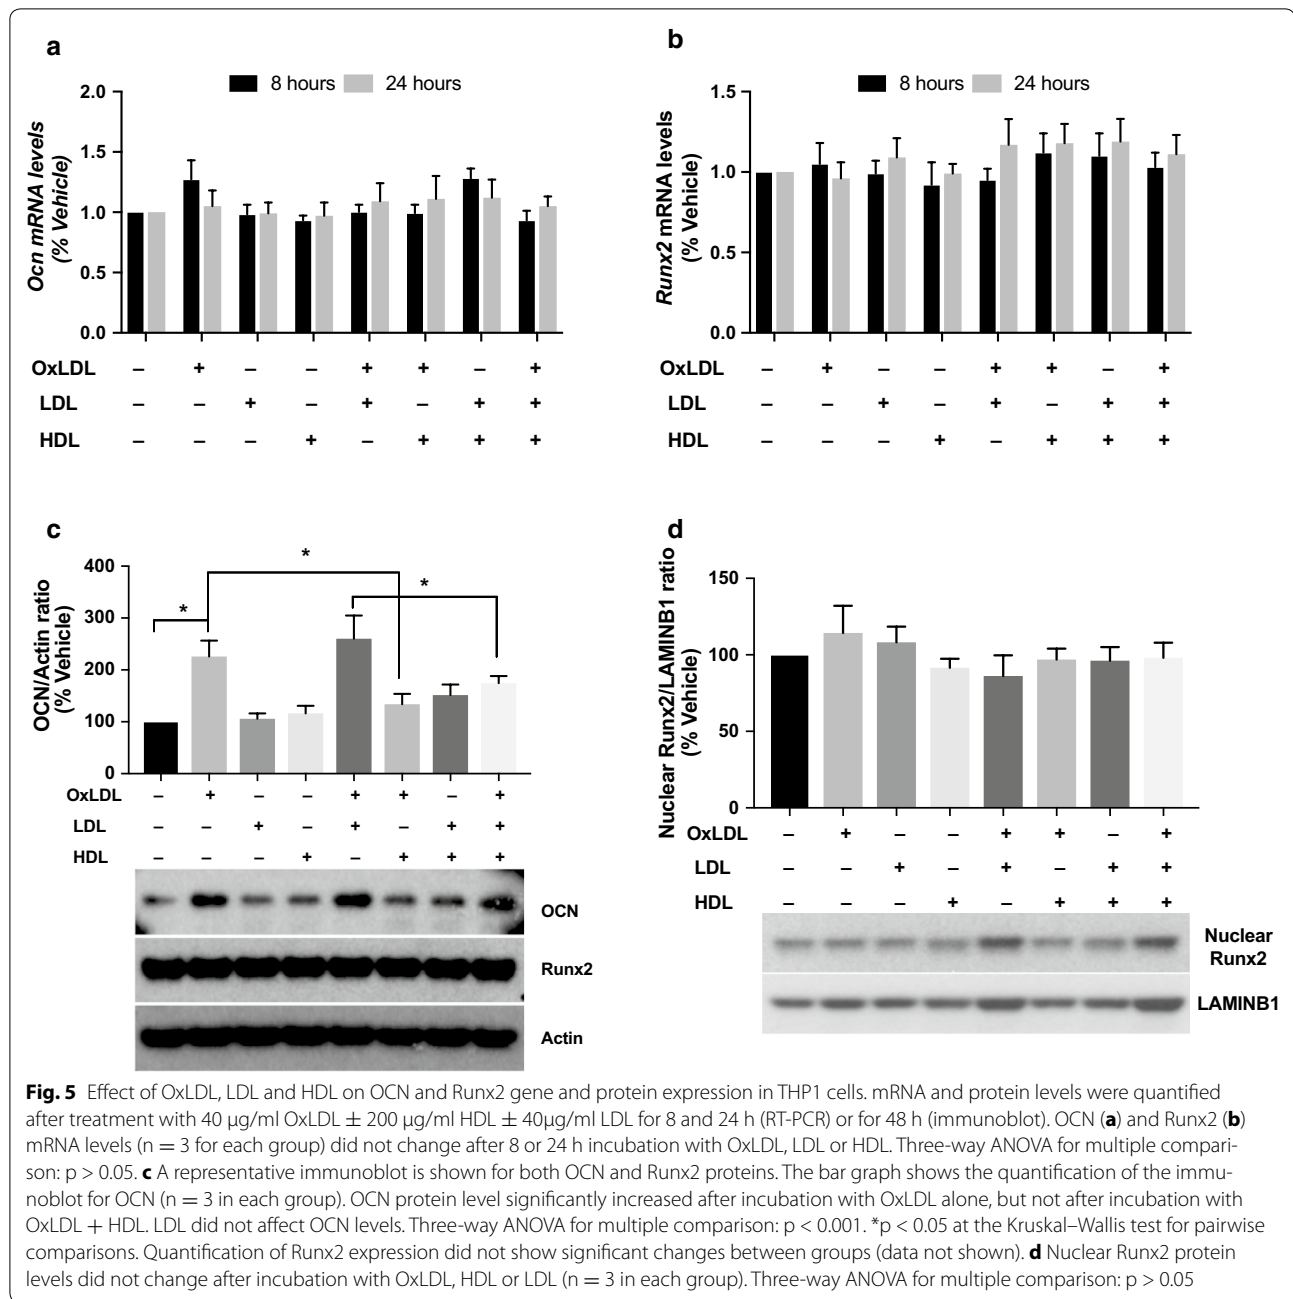 a
8 hours 24 hours
Ocn mRNA levels
(% Vehicle)
2.0
1.5
1.0
0.5
0.0
OxLDL – + – – + + – +
LDL – – + – + – + +
HDL – – – + – + + +
b
8 hours 24 hours
Runx2 mRNA levels
(% Vehicle)
1.5
1.0
0.5
0.0
OxLDL – + – – + + – +
LDL – – + – + – + +
HDL – – – + – + + +
c
OCN/Actin ratio
(% Vehicle)
400
300
200
100
0
*
*
*
OxLDL – + – – + + – +
LDL – – + – + – + +
HDL – – – + – + + +
OCN
Runx2
Actin
d
Nuclear Runx2/LAMINB1 ratio
(% Vehicle)
150
100
50
0
OxLDL – + – – + + – +
LDL – – + – + – + +
HDL – – – + – + + +
Nuclear
Runx2
LAMINB1
Fig. 5 Effect of OxLDL, LDL and HDL on OCN and Runx2 gene and protein expression in THP1 cells. mRNA and protein levels were quantified
after treatment with 40 μg/ml OxLDL ± 200 μg/ml HDL ± 40μg/ml LDL for 8 and 24 h (RT-PCR) or for 48 h (immunoblot). OCN (a) and Runx2 (b)
mRNA levels (n = 3 for each group) did not change after 8 or 24 h incubation with OxLDL, LDL or HDL. Three-way ANOVA for multiple compari-
son: p > 0.05. c A representative immunoblot is shown for both OCN and Runx2 proteins. The bar graph shows the quantification of the immu-
noblot for OCN (n = 3 in each group). OCN protein level significantly increased after incubation with OxLDL alone, but not after incubation with
OxLDL + HDL. LDL did not affect OCN levels. Three-way ANOVA for multiple comparison: p < 0.001. *p < 0.05 at the Kruskal–Wallis test for pairwise
comparisons. Quantification of Runx2 expression did not show significant changes between groups (data not shown). d Nuclear Runx2 protein
levels did not change after incubation with OxLDL, HDL or LDL (n = 3 in each group). Three-way ANOVA for multiple comparison: p > 0.05